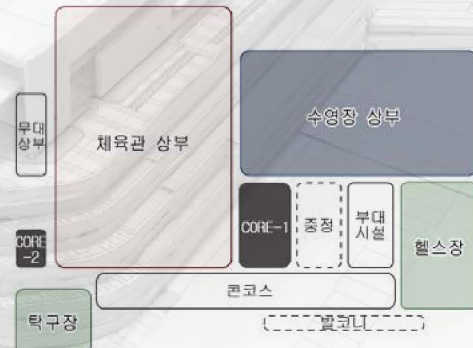 무대
상부
체육관 상부
수영장 상부
CORE-1
중정
부대
시설
헬스장
CORE
-2
콘코스
탁구장
발코니